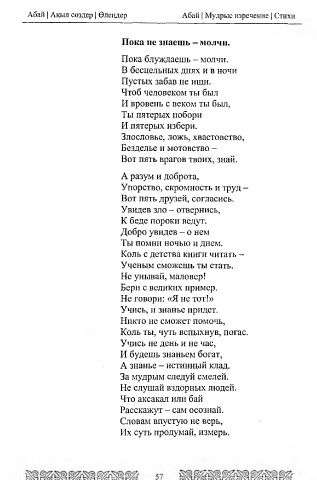 Абай | Ақыл сөздер | Өлеңдер
Абай | Мудрые изречение | Стихи
Пока не знаешь – молчи.
Пока блуждаешь – молчи.
В бесцельных днях и в ночи
Пустых забав не ищи.
Чтоб человеком ты был
И вровень с веком ты был,
Ты пятерых побори
И пятерых избери.
Злословье, ложь, хвастовство,
Безделье и мотовство –
Вот пять врагов твоих, знай.
А разум и доброта,
Упорство, скромность и труд –
Вот пять друзей, согласись.
Увидев зло – отвернись,
К беде пороки ведут.
Добро увидев – о нем
Ты помни ночью и днем.
Коль с детства книги читать –
Ученым сможешь ты стать.
Не унывай, маловер!
Бери с великих пример.
Не говори: «Я не тот!»
Учись, и знанье придет.
Никто не сможет помочь,
Коль ты, чуть вспыхнув, погас.
Учись не день и не час,
И будешь знаньем богат,
А знанье – истинный клад.
За мудрым следуй смелей.
Не слушай вздорных людей.
Что аксакал или бай
Расскажут – сам осознай.
Словам впустую не верь,
Их суть продумай, измерь.
57